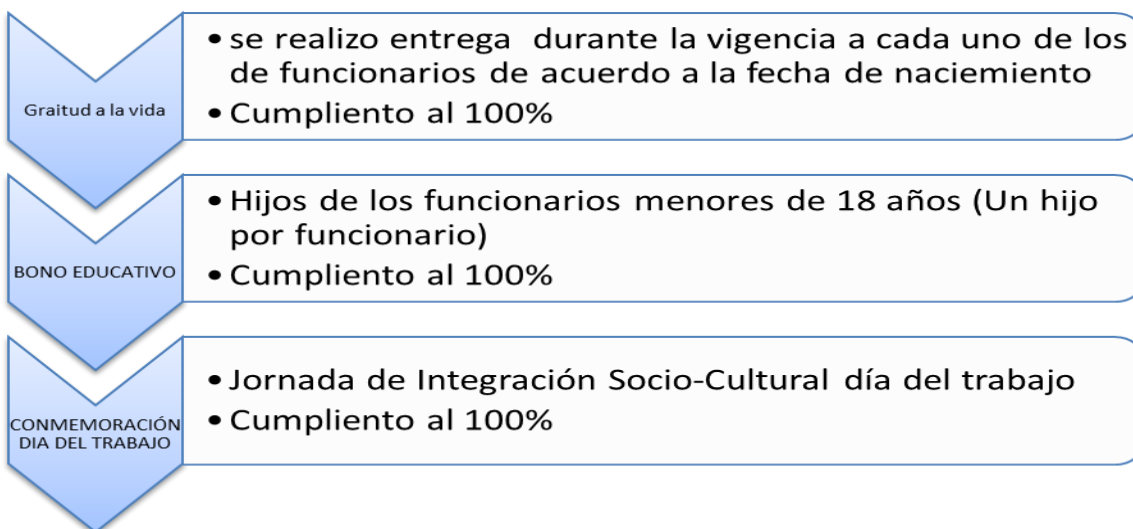 Graitud a la vida
• se realizo entrega durante la vigencia a cada uno de los
de funcionarios de acuerdo a la fecha de naciemiento
• Cumpliento al 100%
BONO EDUCATIVO
• Hijos de los funcionarios menores de 18 años (Un hijo
por funcionario)
• Cumpliento al 100%
CONMEMORACIÓN
DIA DEL TRABAJO
• Jornada de Integración Socio-Cultural día del trabajo
• Cumpliento al 100%